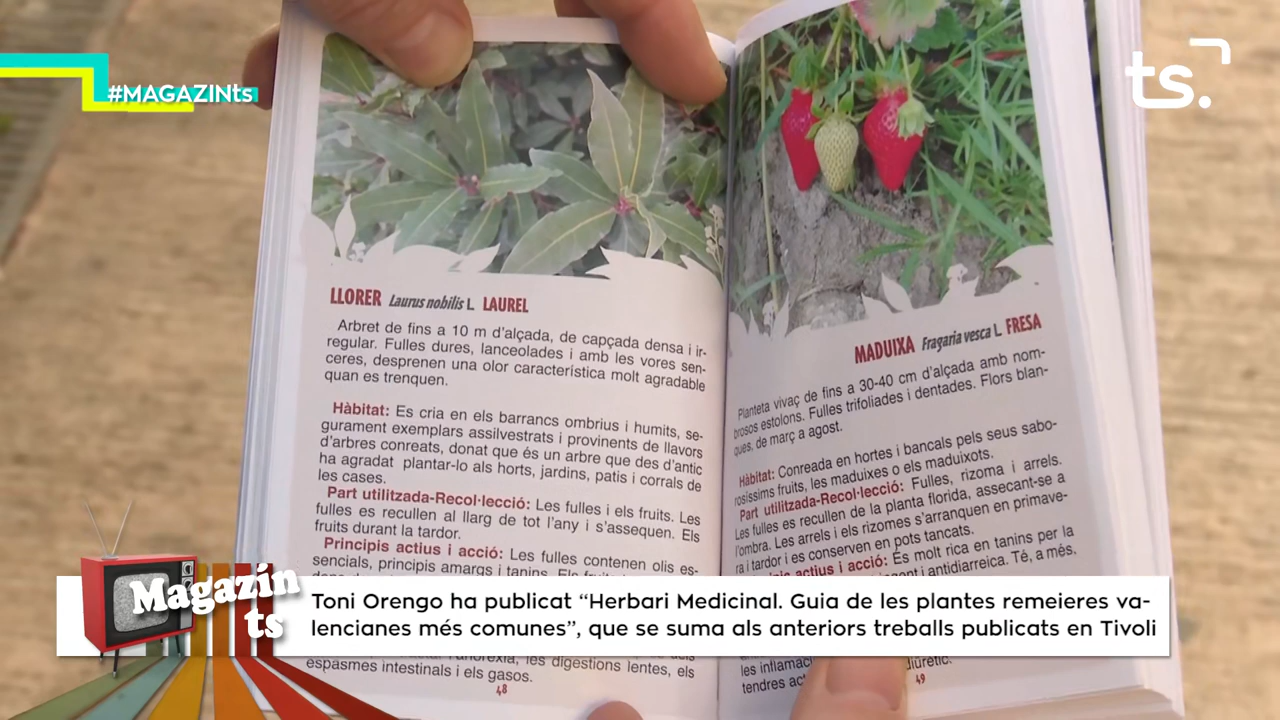 #MAGAZINts
ts.
LLORER Laurus nobilis L. LAUREL
Arbret de fins a 10 m d'alçada, de capçada densa i ir-
regular. Fulles dures, lanceolades i amb les vores sen-
ceres, desprenen una olor característica molt agradable
quan es trenquen.
Hàbitat: Es cria en els barrancs ombrius i humits, se-
gurament exemplars assilvestrats i provinents de llavors
d'arbres conreats, donat que és un arbre que des d'antic
ha agradat plantar-lo als horts, jardins, patis i corrals de
les cases.
Part utilitzada-Recol·lecció: Les fulles i els fruits. Les
fulles es recullen al llarg de tot l'any i s'assequen. Els
fruits durant la tardor.
Principis actius i acció: Les fulles contenen olis es-
sencials, principis amargs i tanins. Els
les digestions lentes, els
espasmes intestinals i els gasos.
48
MADUIXA Fragaria vesca L. FRESA
Planteta vivaç de fins a 30-40 cm d'alçada amb nom-
brosos estolons. Fulles trifoliades i dentades. Flors blan-
ques, de març a agost.
Hàbitat: Conreada en hortes i bancals pels seus sabo-
rosíssims fruits, les maduixes o els maduixots.
Part utilitzada-Recol·lecció: Fulles, rizoma i arrels.
Les fulles es recullen de la planta florida, assecant-se a
l'ombra. Les arrels i els rizomes s'arranquen en primave-
ra i tardor i es conserven en pots tancats.
actius i acció: És molt rica en tanins per la
i antidiarreica. Té, a més,
les inflamac
diürètic.
tendres
49
Magazín
ts
Toni Orengo ha publicat “Herbari Medicinal. Guia de les plantes remeieres va-
lencianes més comunes”, que se suma als anteriors treballs publicats en Tivoli